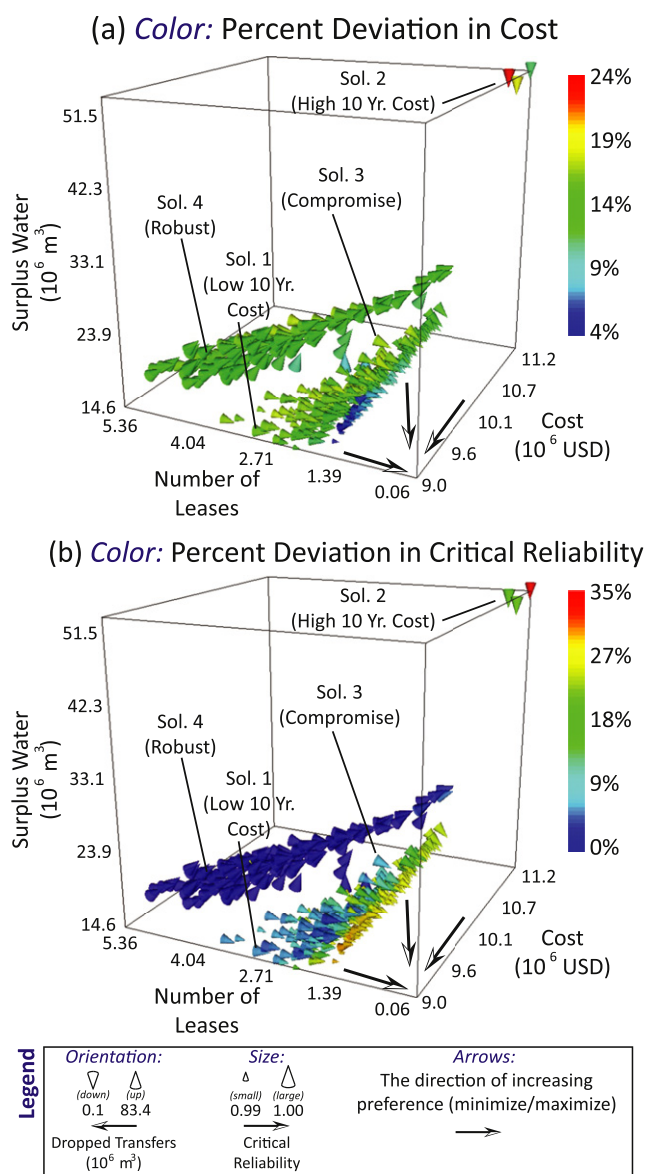 (a) Color: Percent Deviation in Cost
Sol. 2
(High 10 Yr. Cost)
24%
19%
14%
9%
4%
51.5
42.3
33.1
23.9
14.6
Surplus Water
(10⁶ m³)
Sol. 4
(Robust)
Sol. 1
(Low 10 Yr.
Cost)
Sol. 3
(Compromise)
5.36
4.04
2.71
1.39
0.06
Number of
Leases
11.2
10.7
10.1
9.6
9.0
Cost
(10⁶ USD)
(b) Color: Percent Deviation in Critical Reliability
Sol. 2
(High 10 Yr. Cost)
35%
27%
18%
9%
0%
51.5
42.3
33.1
23.9
14.6
Surplus Water
(10⁶ m³)
Sol. 4
(Robust)
Sol. 1
(Low 10 Yr.
Cost)
Sol. 3
(Compromise)
5.36
4.04
2.71
1.39
0.06
Number of
Leases
11.2
10.7
10.1
9.6
9.0
Cost
(10⁶ USD)
Legend
Orientation:
(down) (up)
0.1 83.4
Dropped Transfers
(10⁶ m³)
Size:
(small) (large)
0.99 1.00
Critical
Reliability
Arrows:
The direction of increasing
preference (minimize/maximize)